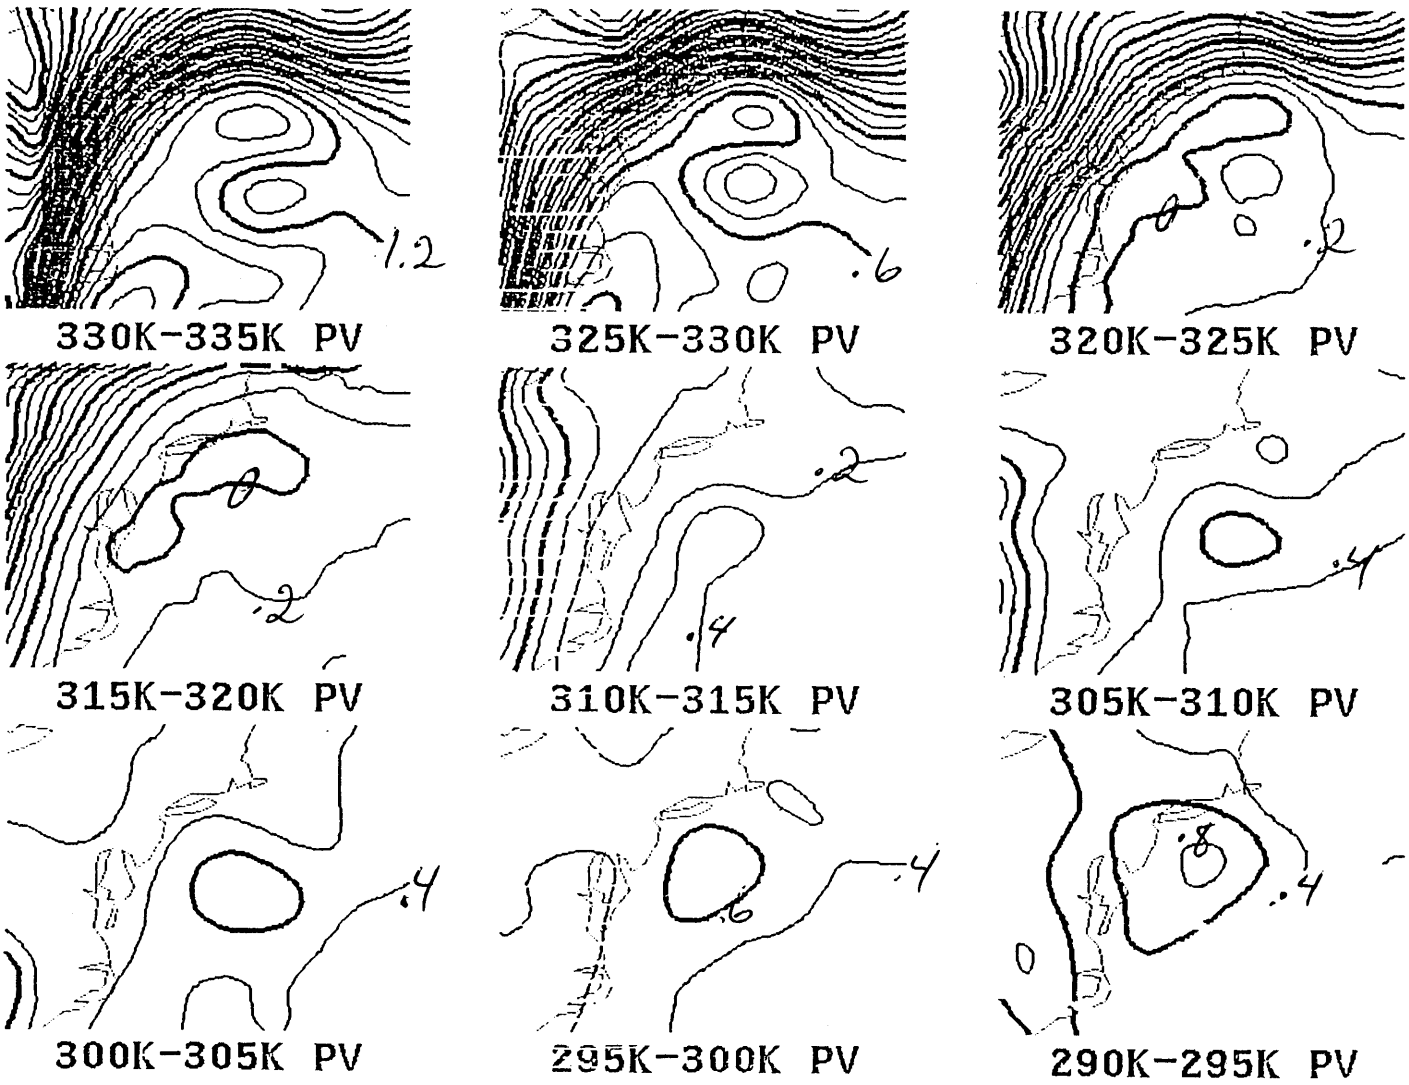 1.2
.6
0
.2
330K-335K PV
325K-330K PV
320K-325K PV
0
.2
.2
.4
.4
315K-320K PV
310K-315K PV
305K-310K PV
.4
.6
.4
.8
.4
300K-305K PV
295K-300K PV
290K-295K PV